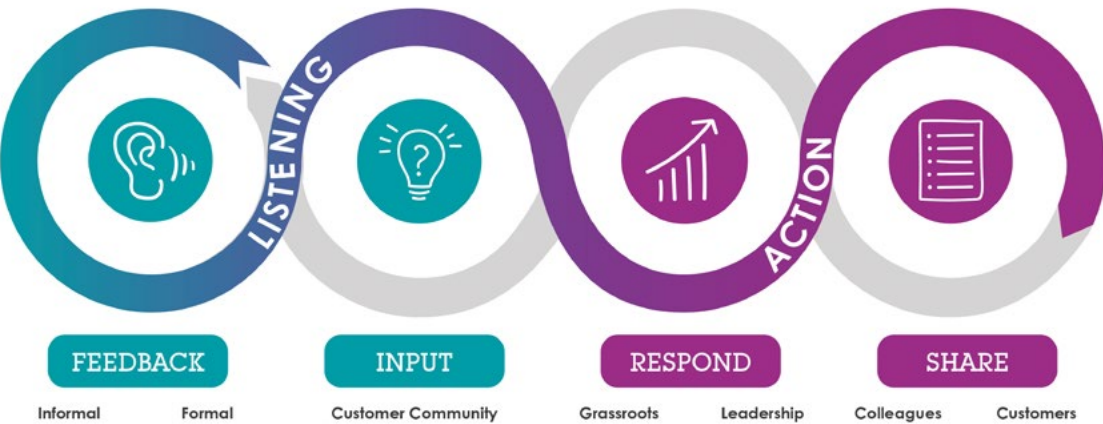 LISTENING
ACTION
?
FEEDBACK
INPUT
RESPOND
SHARE
Informal
Formal
Customer Community
Grassroots
Leadership
Colleagues
Customers